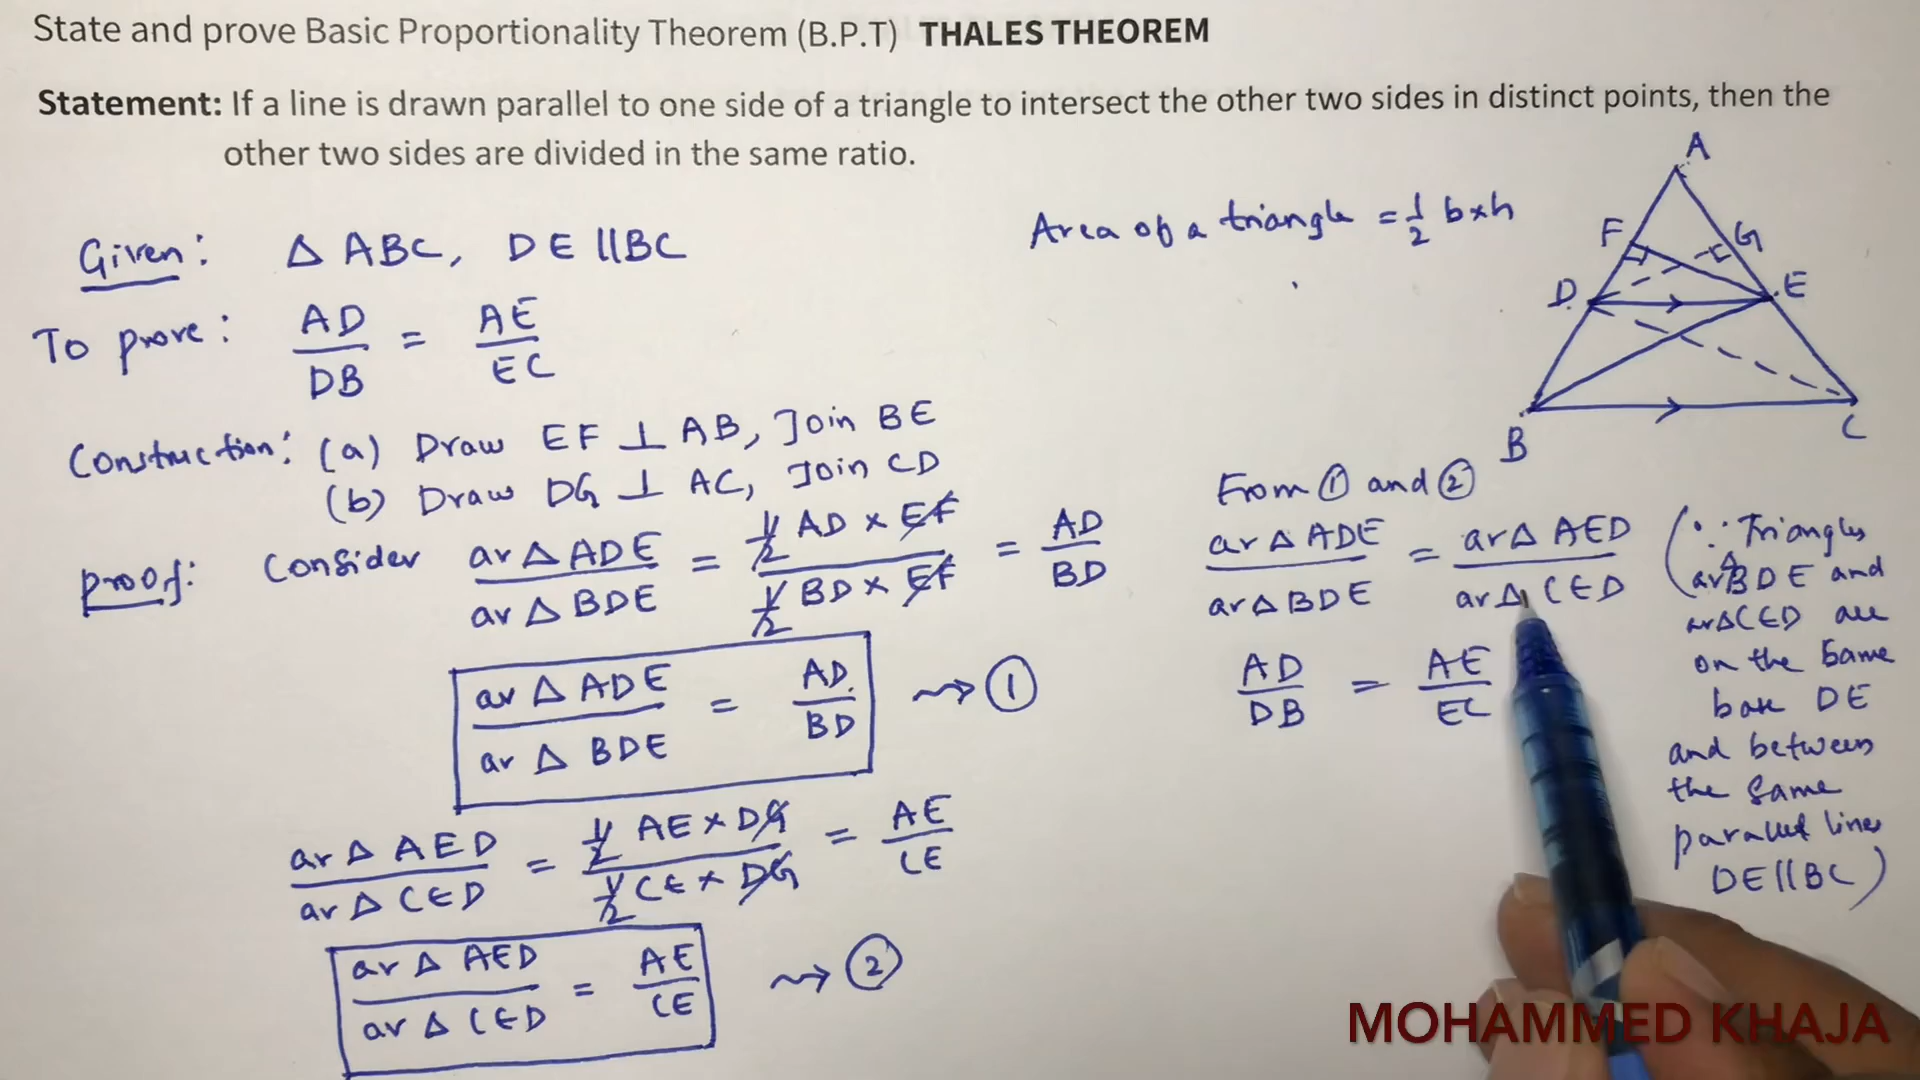 State and prove Basic Proportionality Theorem (B.P.T) THALES THEOREM
Statement: If a line is drawn parallel to one side of a triangle to intersect the other two sides in distinct points, then the
other two sides are divided in the same ratio.
Given: Δ ABC, DE ∥ BC
To prove: AD/DB = AE/EC
Construction: (a) Draw EF ⊥ AB, Join BE
(b) Draw DG ⊥ AC, Join CD
Proof: Consider ar Δ ADE / ar Δ BDE = ½ AD × EF / ½ BD × EF = AD/BD
ar Δ ADE / ar Δ BDE = AD/BD ⇝ ①
ar Δ AED / ar Δ CED = ½ AE × DG / ½ CE × DG = AE/CE
ar Δ AED / ar Δ CED = AE/CE ⇝ ②
Area of a triangle = ½ b×h
A
F
G
D
E
B
C
From ① and ②
ar Δ ADE / ar Δ BDE = ar Δ AED / ar Δ CED
AD/DB = AE/EC
(∵ Triangles
ar Δ BDE and
ar Δ CED are
on the same
base DE
and between
the same
parallel lines
DE ∥ BC)
MOHAMMED KHAJA